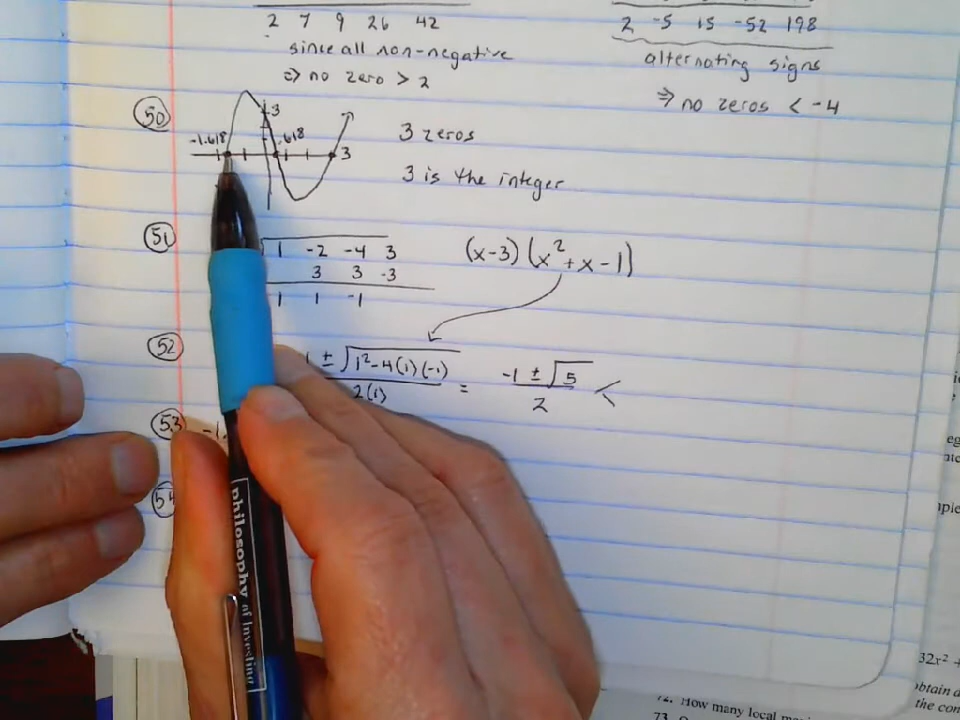 2 7 9 26 42
since all non-negative
⇒ no zero > 2
2 -5 15 -52 198
alternating signs
⇒ no zeros < -4
50
3
-1.618 .618
3
3 zeros
3 is the integer
51
1 -2 -4 3
3 3 -3
1 1 -1
(x-3)(x²+x-1)
52
± √1²-4(1)(-1)
2(1)
= -1 ± √5
2
53 -1.
philosophy of Investing
32x² +
obtain
the con
72. How many local
73.